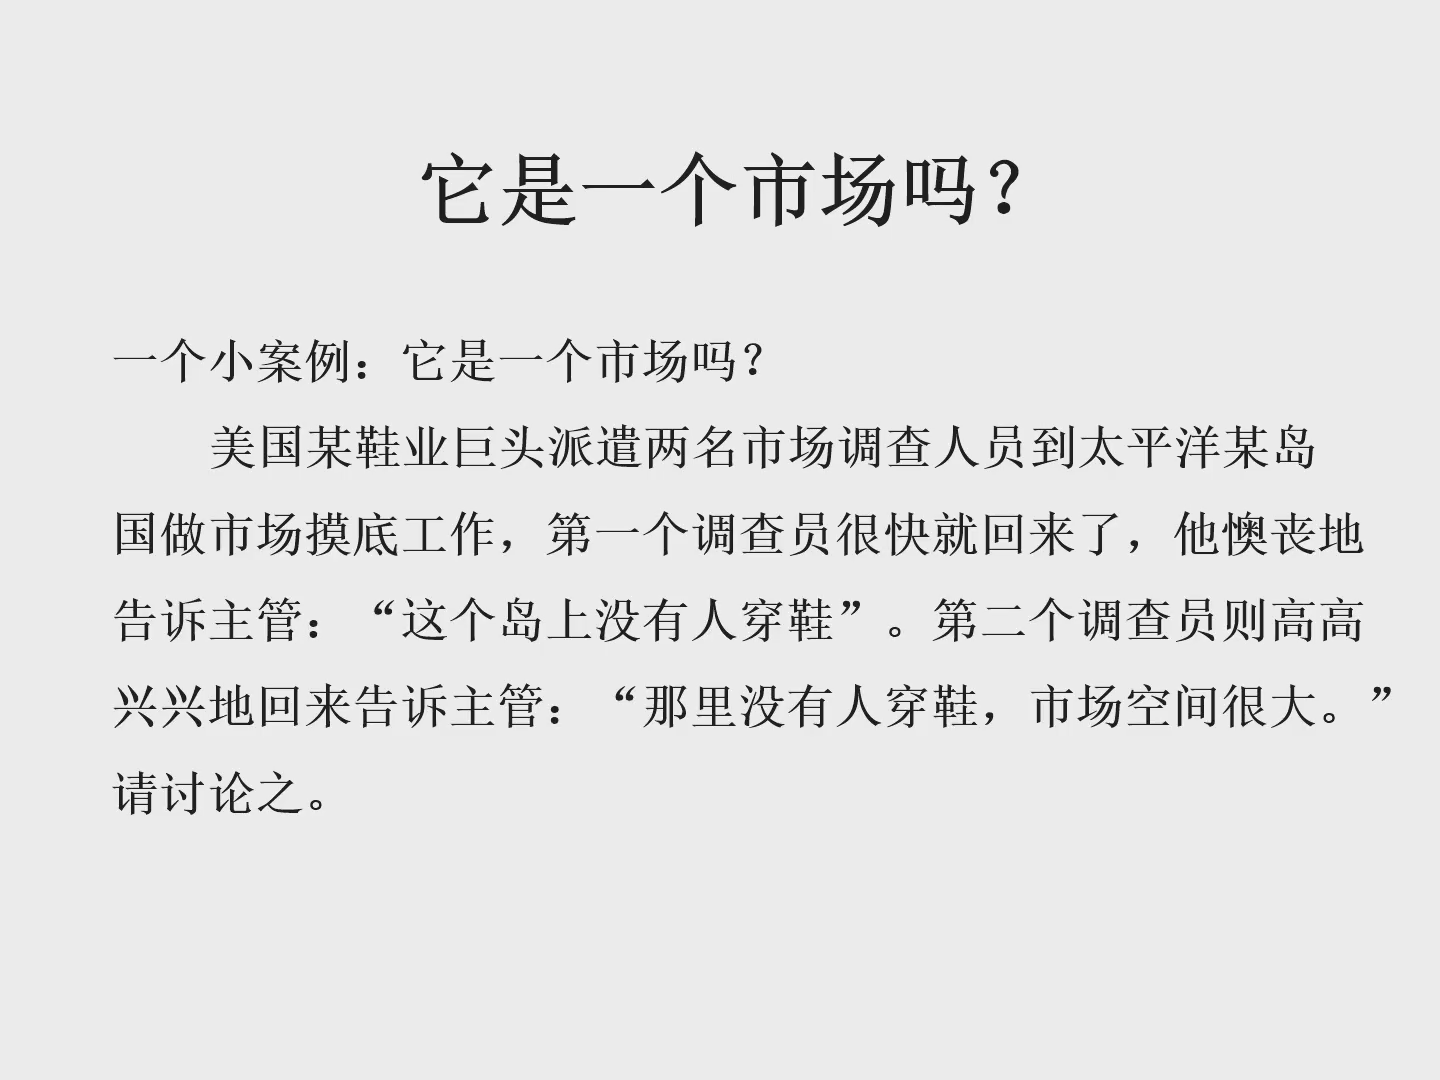 它是一个市场吗？
一个小案例：它是一个市场吗？
美国某鞋业巨头派遣两名市场调查人员到太平洋某岛
国做市场摸底工作，第一个调查员很快就回来了，他懊丧地
告诉主管：“这个岛上没有人穿鞋”。第二个调查员则高高
兴兴地回来告诉主管：“那里没有人穿鞋，市场空间很大。”
请讨论之。